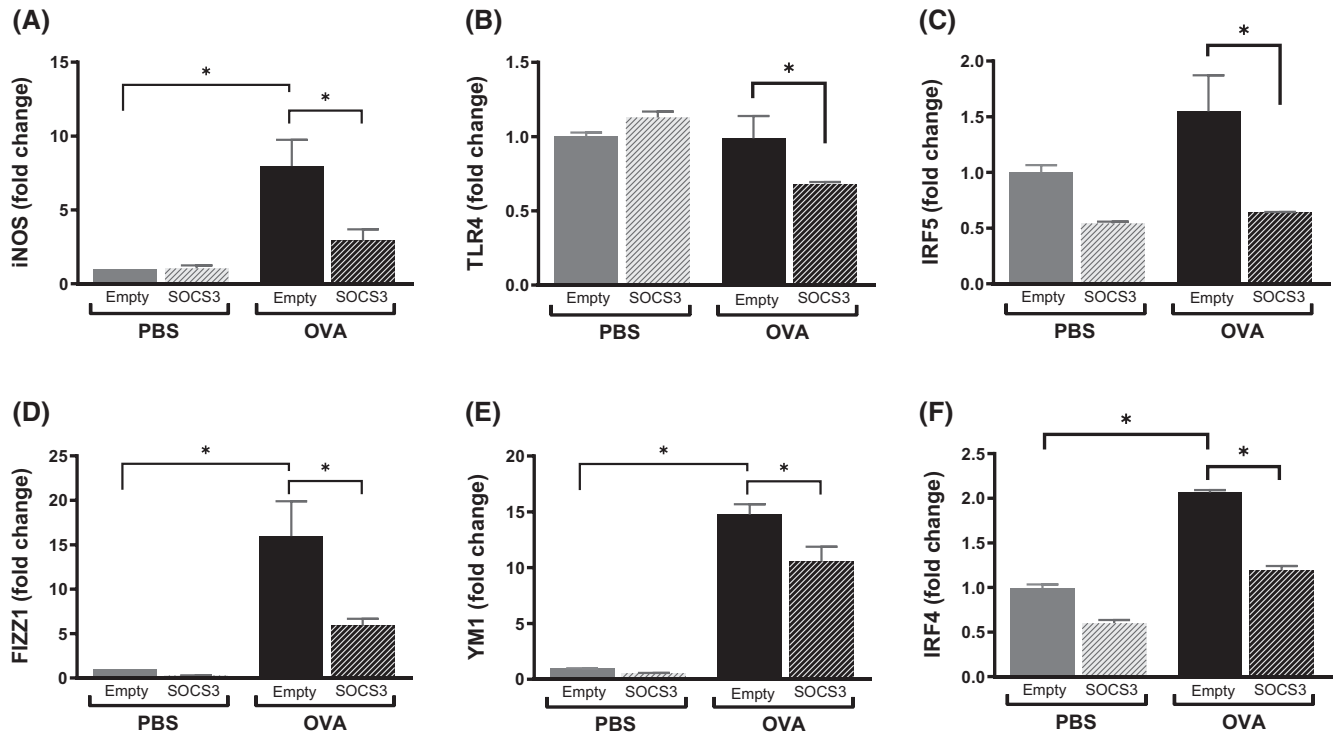 (A)
iNOS (fold change)
15
10
5
0
*
*
Empty SOCS3 Empty SOCS3
PBS OVA
(B)
TLR4 (fold change)
1.5
1.0
0.5
0.0
*
Empty SOCS3 Empty SOCS3
PBS OVA
(C)
IRF5 (fold change)
2.0
1.5
1.0
0.5
0.0
*
Empty SOCS3 Empty SOCS3
PBS OVA
(D)
FIZZ1 (fold change)
25
20
15
10
5
0
*
*
Empty SOCS3 Empty SOCS3
PBS OVA
(E)
YM1 (fold change)
20
15
10
5
0
*
*
Empty SOCS3 Empty SOCS3
PBS OVA
(F)
IRF4 (fold change)
2.5
2.0
1.5
1.0
0.5
0.0
*
*
Empty SOCS3 Empty SOCS3
PBS OVA